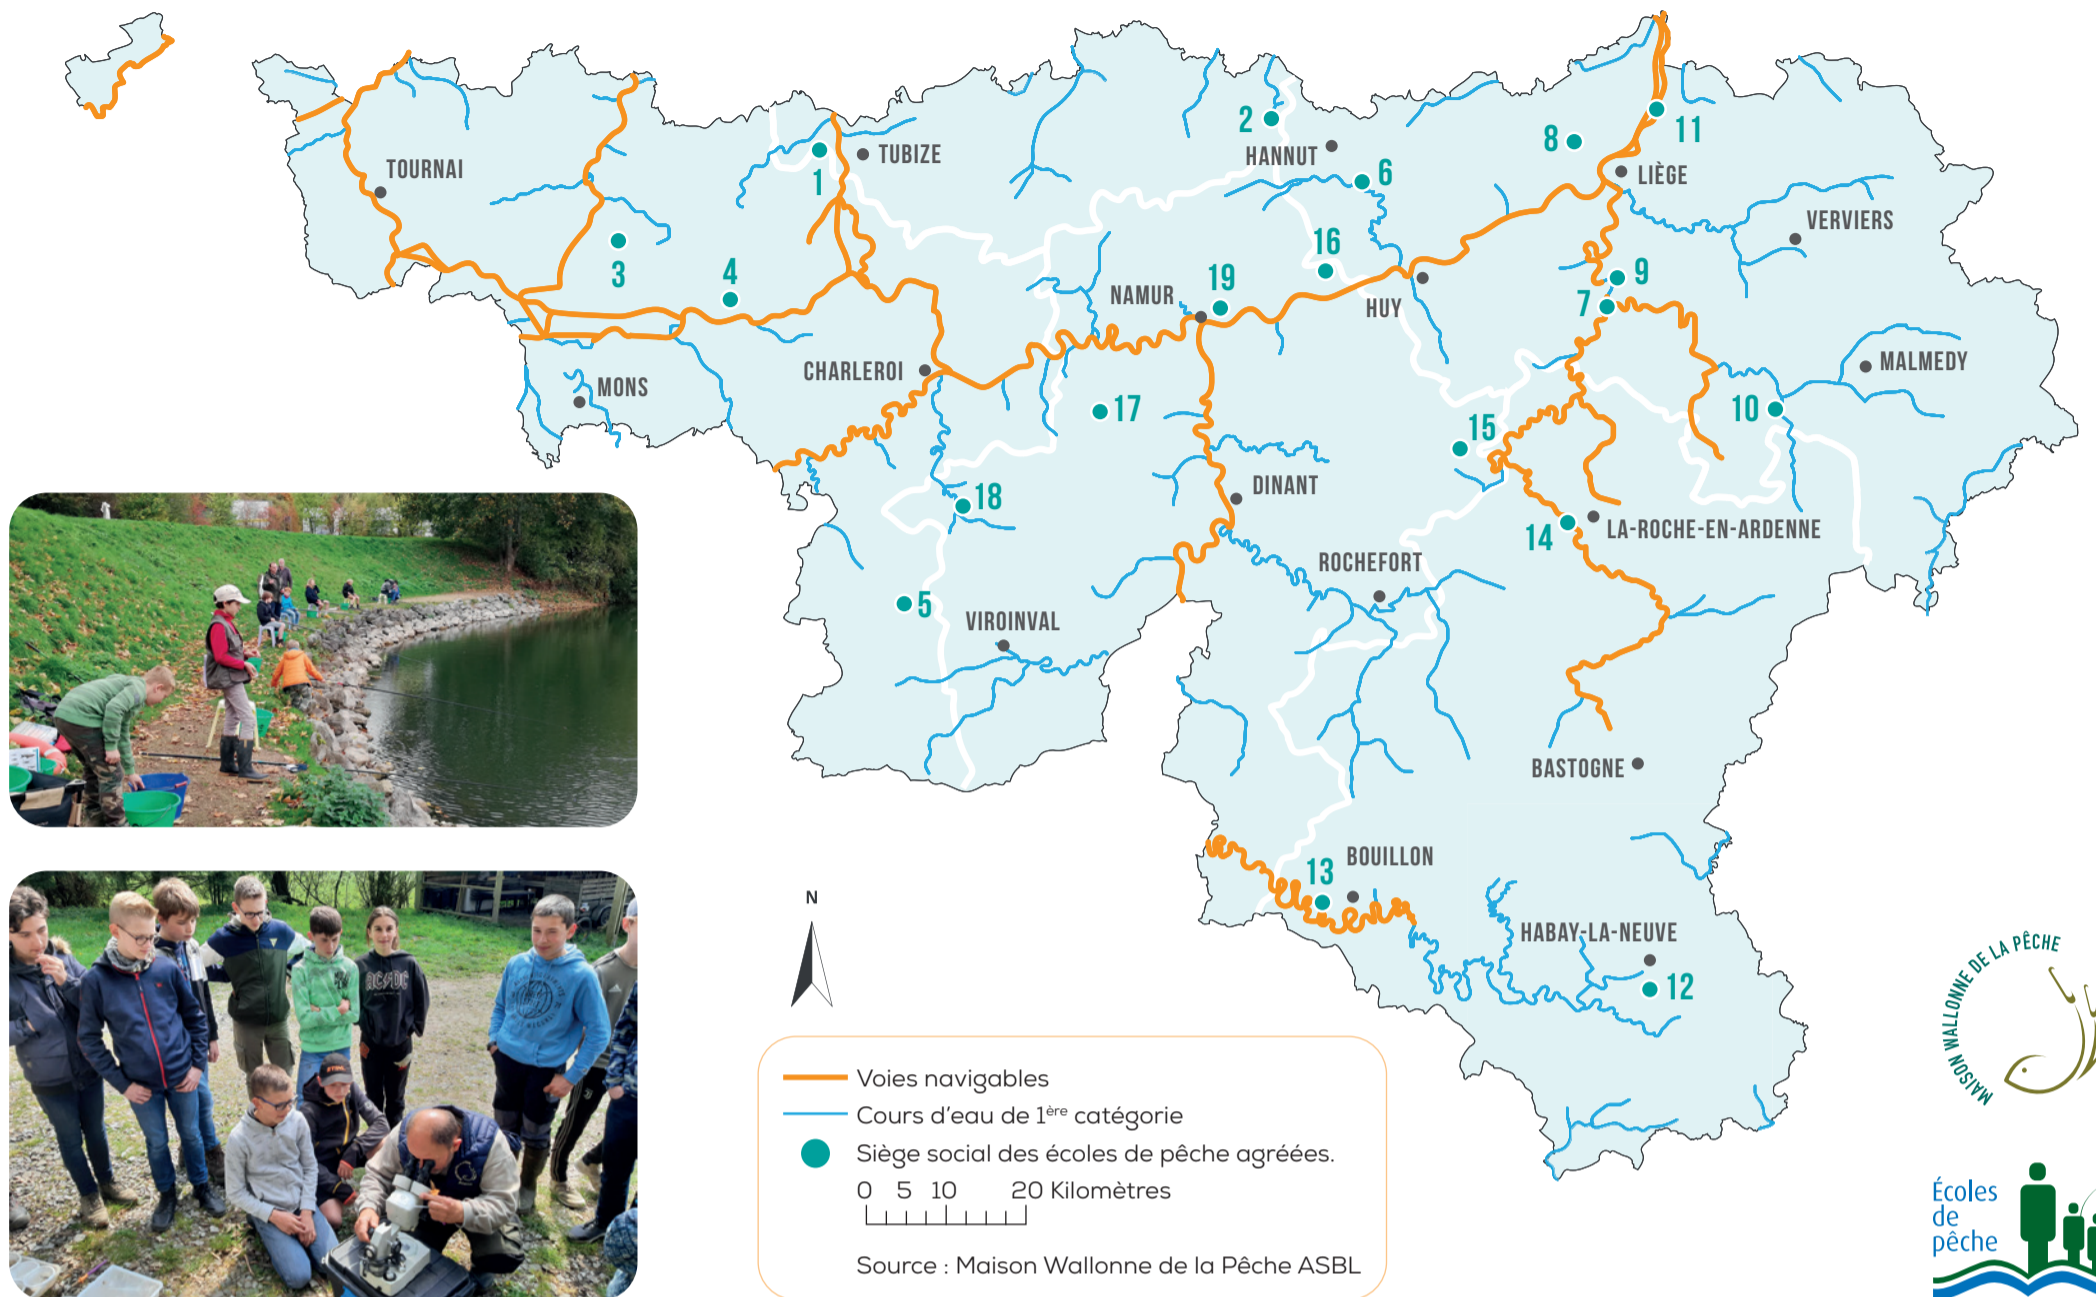 11
2
8
HANNUT
TUBIZE
1
TOURNAI
6
LIÈGE
VERVIERS
16
3
4
19
9
NAMUR
HUY
7
CHARLEROI
MALMEDY
MONS
17
10
15
DINANT
18
LA-ROCHE-EN-ARDENNE
14
ROCHEFORT
5
VIROINVAL
BASTOGNE
13
BOUILLON
HABAY-LA-NEUVE
12
AC/DC
N
Voies navigables
Cours d'eau de 1ère catégorie
Siège social des écoles de pêche agréées.
0 5 10 20 Kilomètres
Source : Maison Wallonne de la Pêche ASBL
MAISON WALLONNE DE LA PÊCHE
Écoles
de
pêche